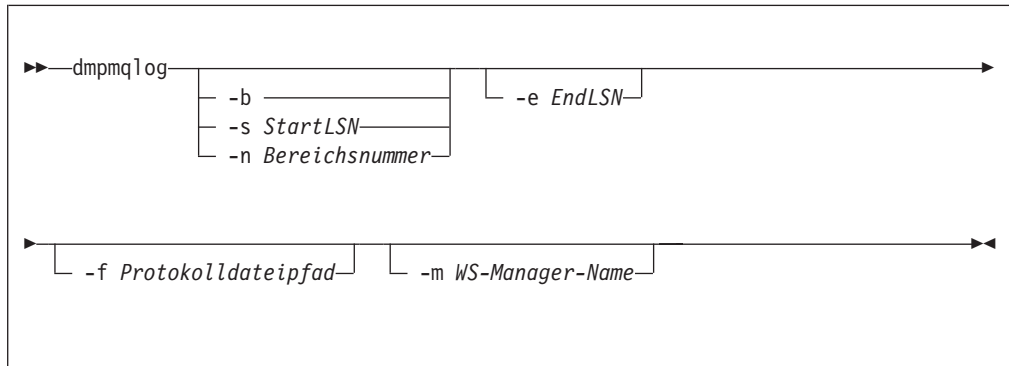 dmpmqlog
-b
-s StartLSN
-n Bereichsnummer
-e EndLSN
-f Protokolldateipfad
-m WS-Manager-Name